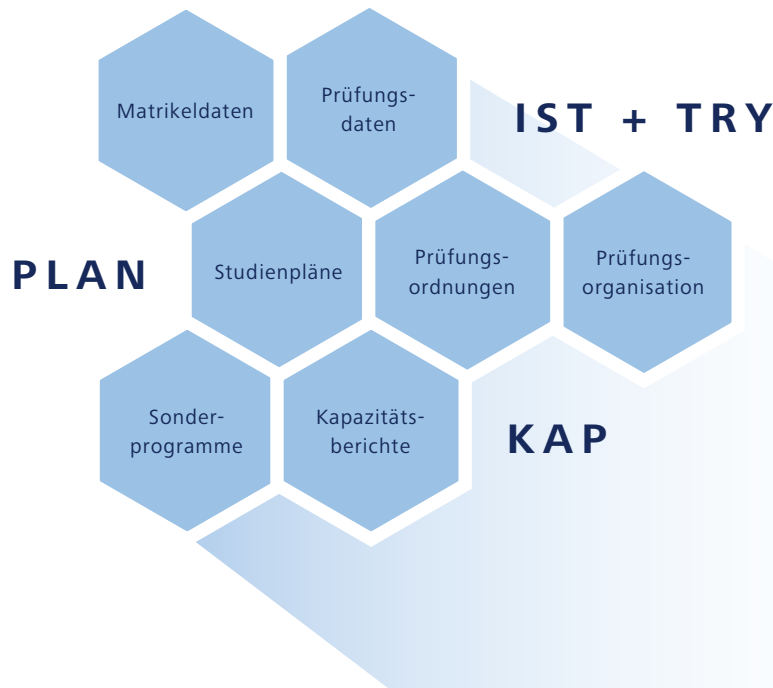 Matrikeldaten
Prüfungs-
daten
IST + TRY
PLAN
Studienpläne
Prüfungs-
ordnungen
Prüfungs-
organisation
Sonder-
programme
Kapazitäts-
berichte
KAP